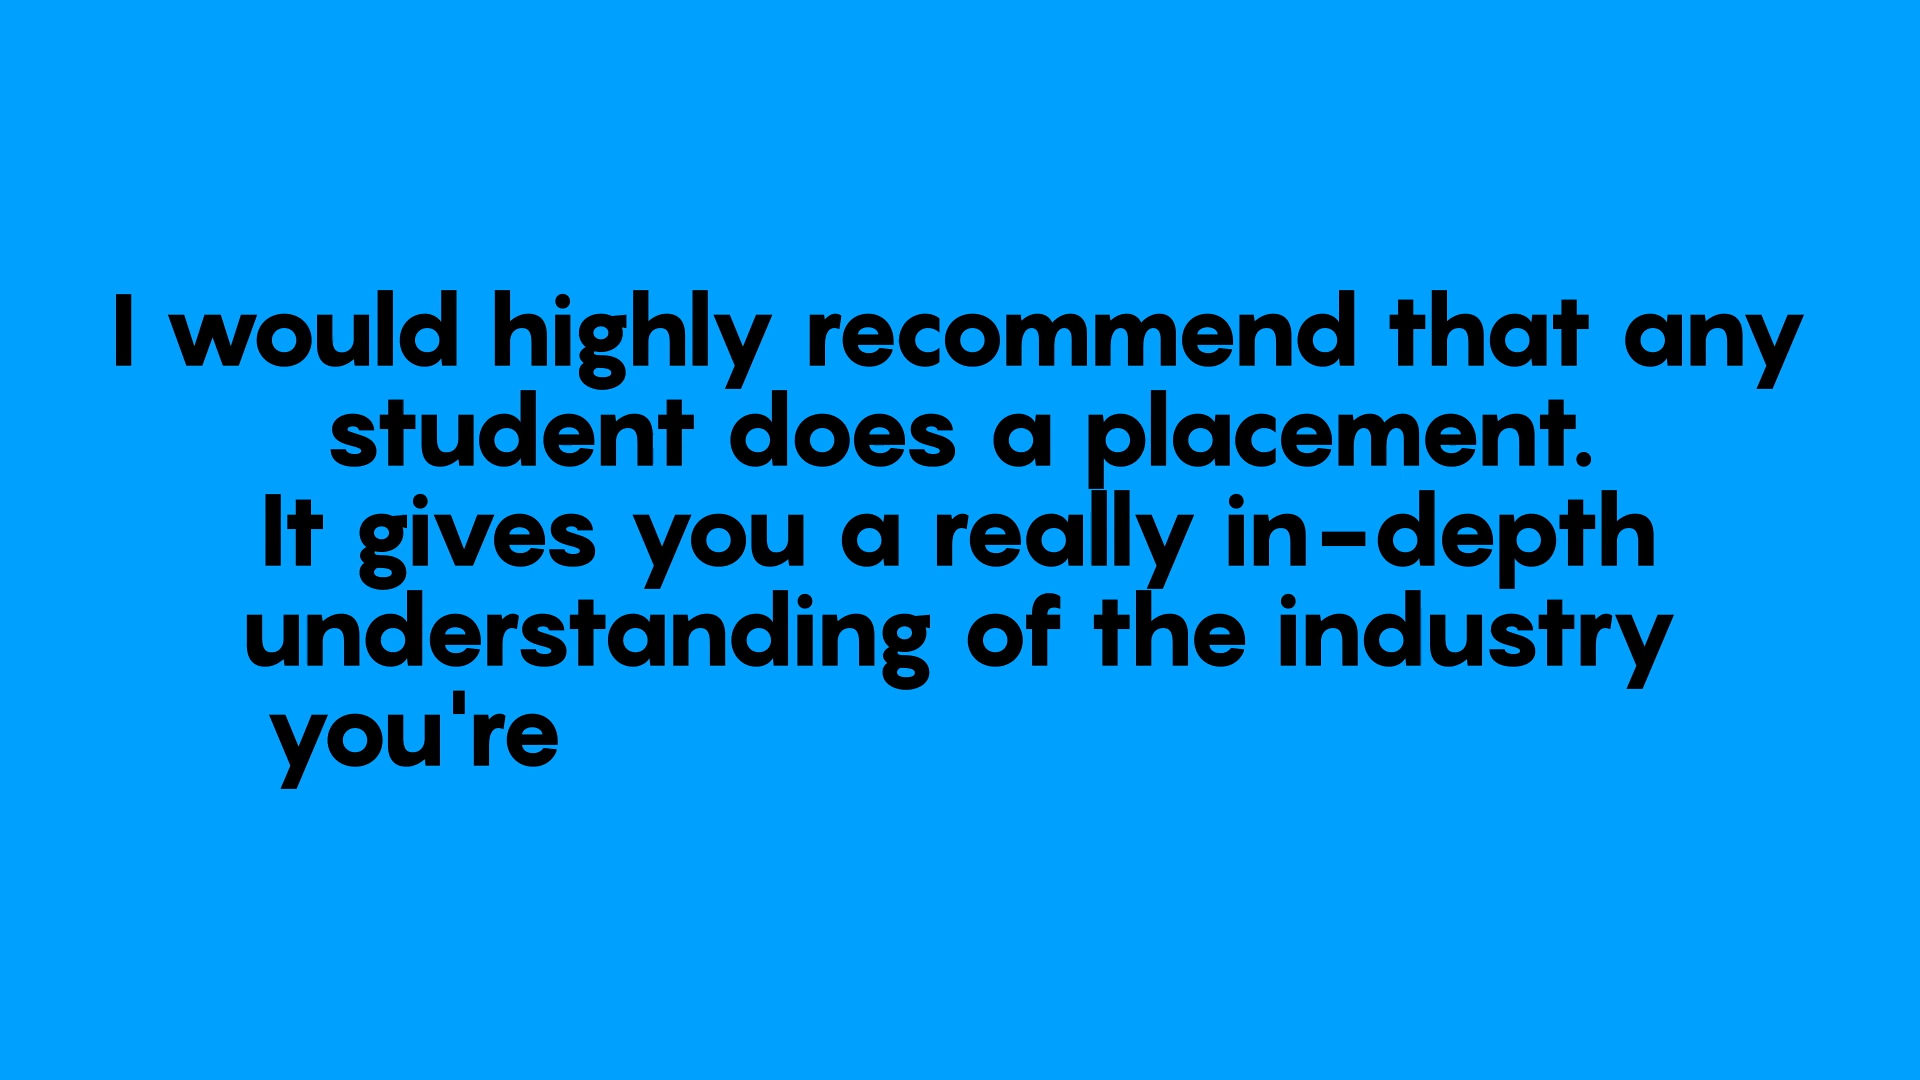 I would highly recommend that any
student does a placement.
It gives you a really in-depth
understanding of the industry
you're